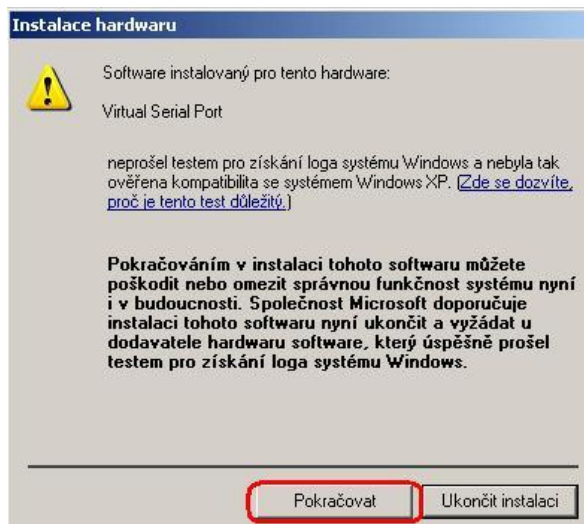 Instalace hardwaru
Software instalovaný pro tento hardware:
Virtual Serial Port
neprošel testem pro získání loga systému Windows a nebyla tak
ověřena kompatibilita se systémem Windows XP. (Zde se dozvíte,
proč je tento test důležitý.)
Pokračováním v instalaci tohoto softwaru můžete
poškodit nebo omezit správnou funkčnost systému nyní
i v budoucnosti. Společnost Microsoft doporučuje
instalaci tohoto softwaru nyní ukončit a vyžádat u
dodavatele hardwaru software, který úspěšně prošel
testem pro získání loga systému Windows.
Pokračovat
Ukončit instalaci